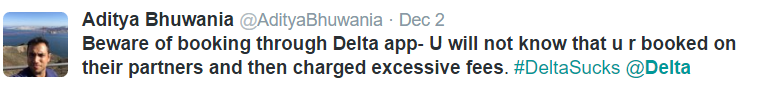 Aditya Bhuwania @AdityaBhuwania · Dec 2
Beware of booking through Delta app- U will not know that u r booked on
their partners and then charged excessive fees. #DeltaSucks @Delta